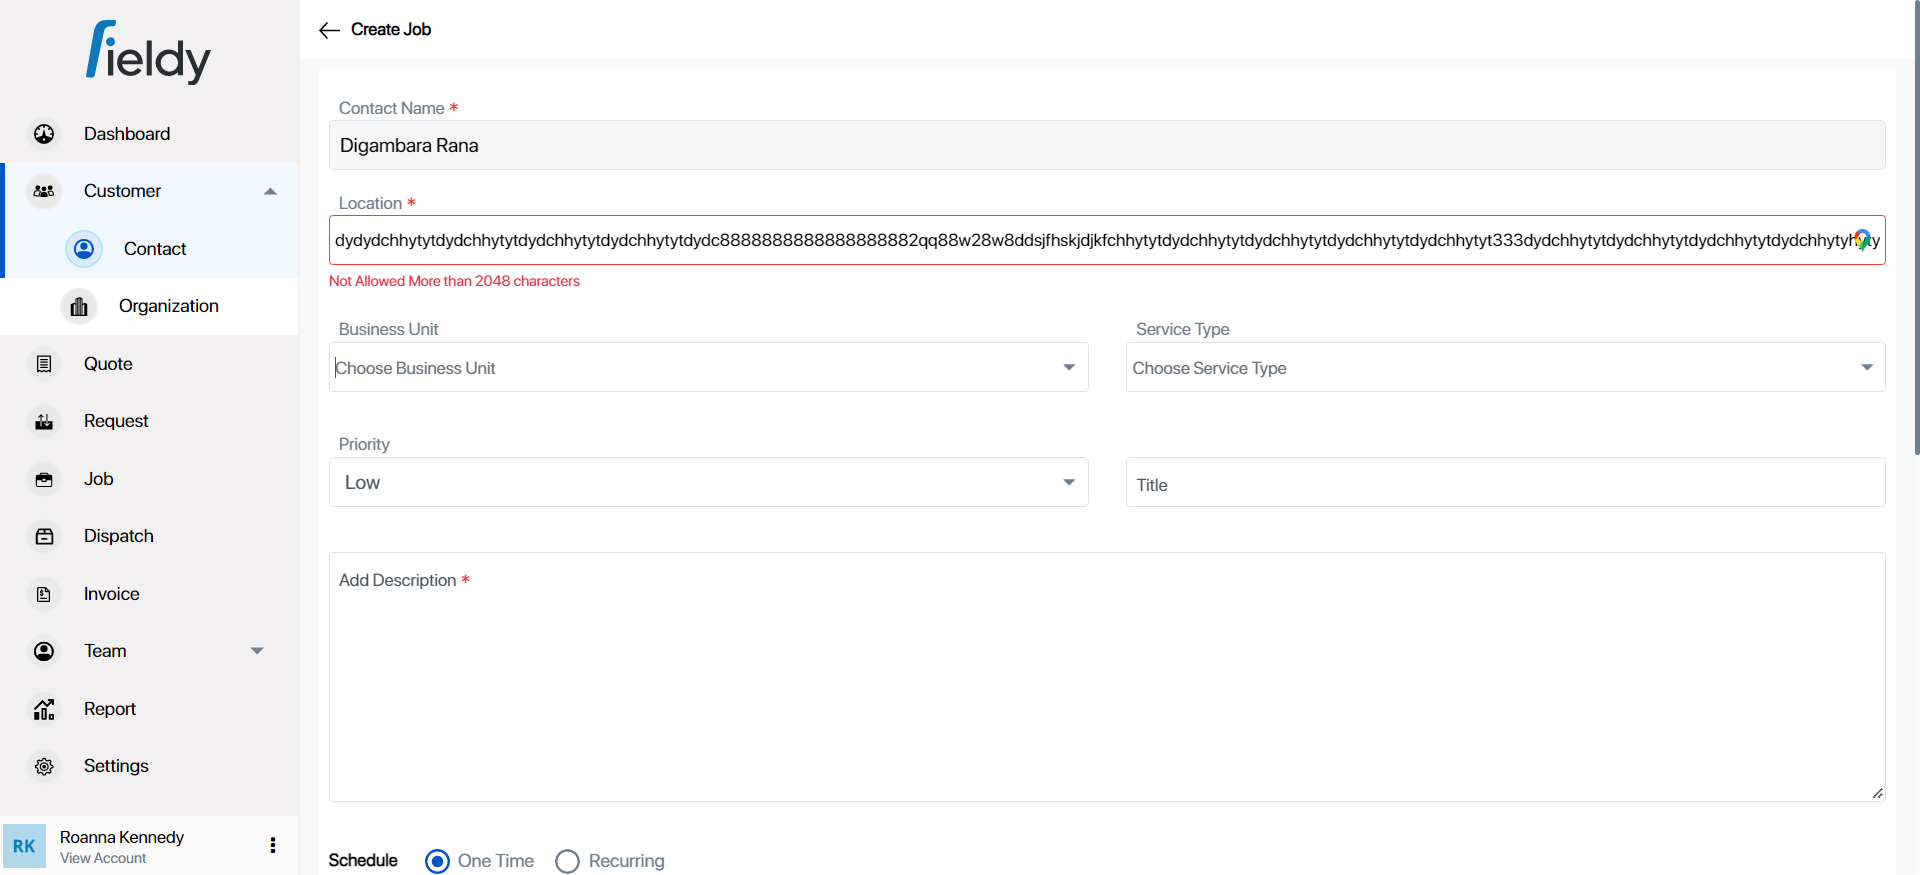 fieldy
Dashboard
Customer
Contact
Organization
Quote
Request
Job
Dispatch
Invoice
Team
Report
Settings
RK
Roanna Kennedy
View Account
Create Job
Contact Name *
Digambara Rana
Location *
Not Allowed More than 2048 characters
Business Unit
Choose Business Unit
Service Type
Choose Service Type
Priority
Low
Title
Add Description *
Schedule
One Time
Recurring